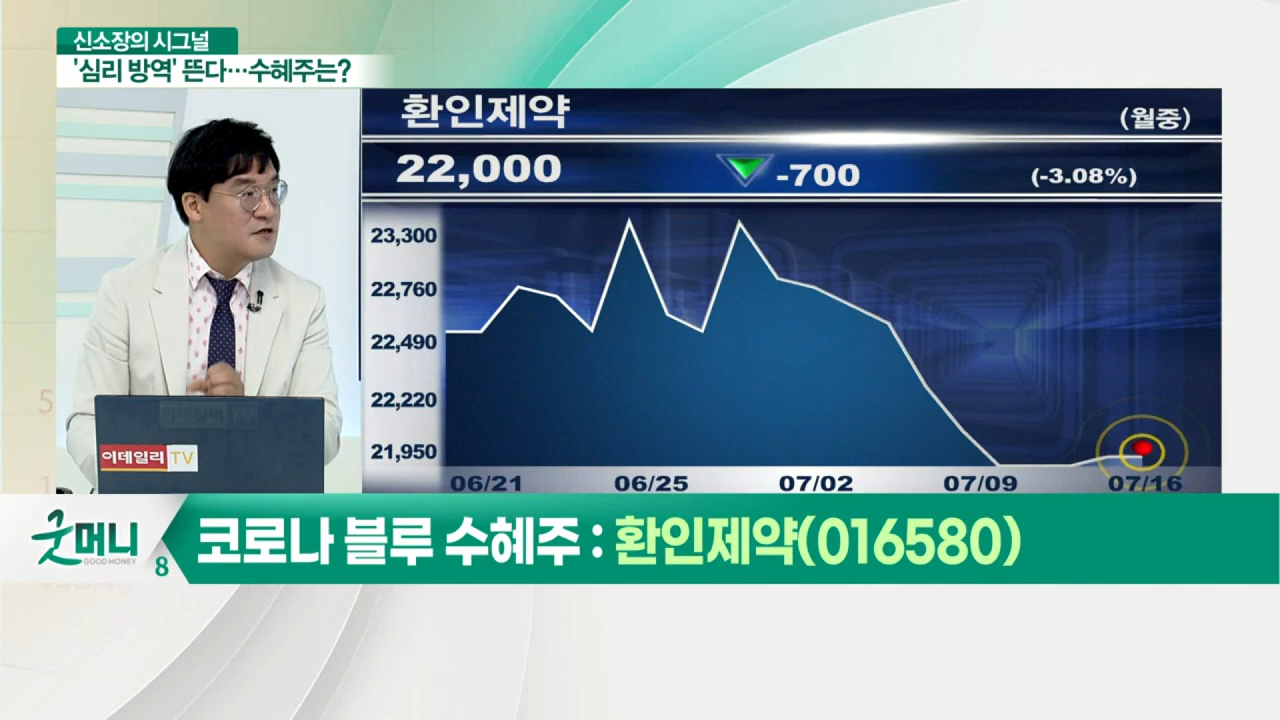 신소장의 시그널
'심리 방역' 뜬다…수혜주는?
환인제약
(월중)
22,000
-700
(-3.08%)
23,300
22,760
22,490
22,220
21,950
06/21
06/25
07/02
07/09
07/16
이데일리TV
굿머니
GOOD MONEY
8
코로나 블루 수혜주 : 환인제약(016580)
5
1